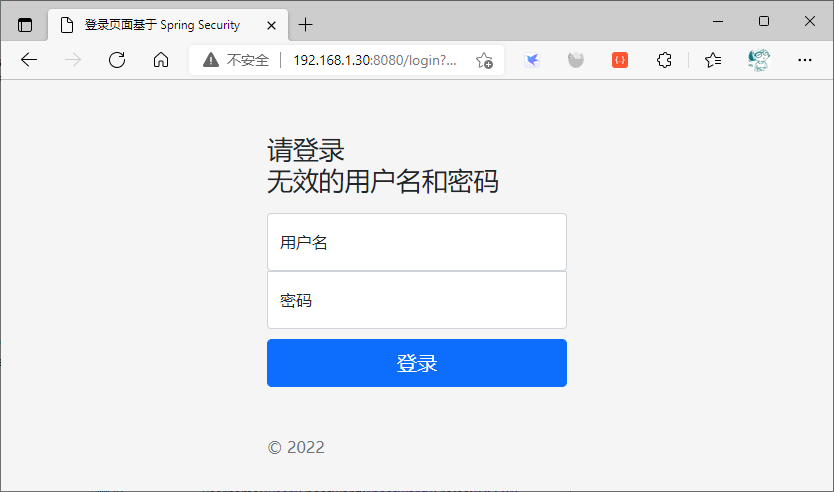 登录页面基于 Spring Security
不安全
192.168.1.30:8080/login?...
请登录
无效的用户名和密码
用户名
密码
登录
© 2022